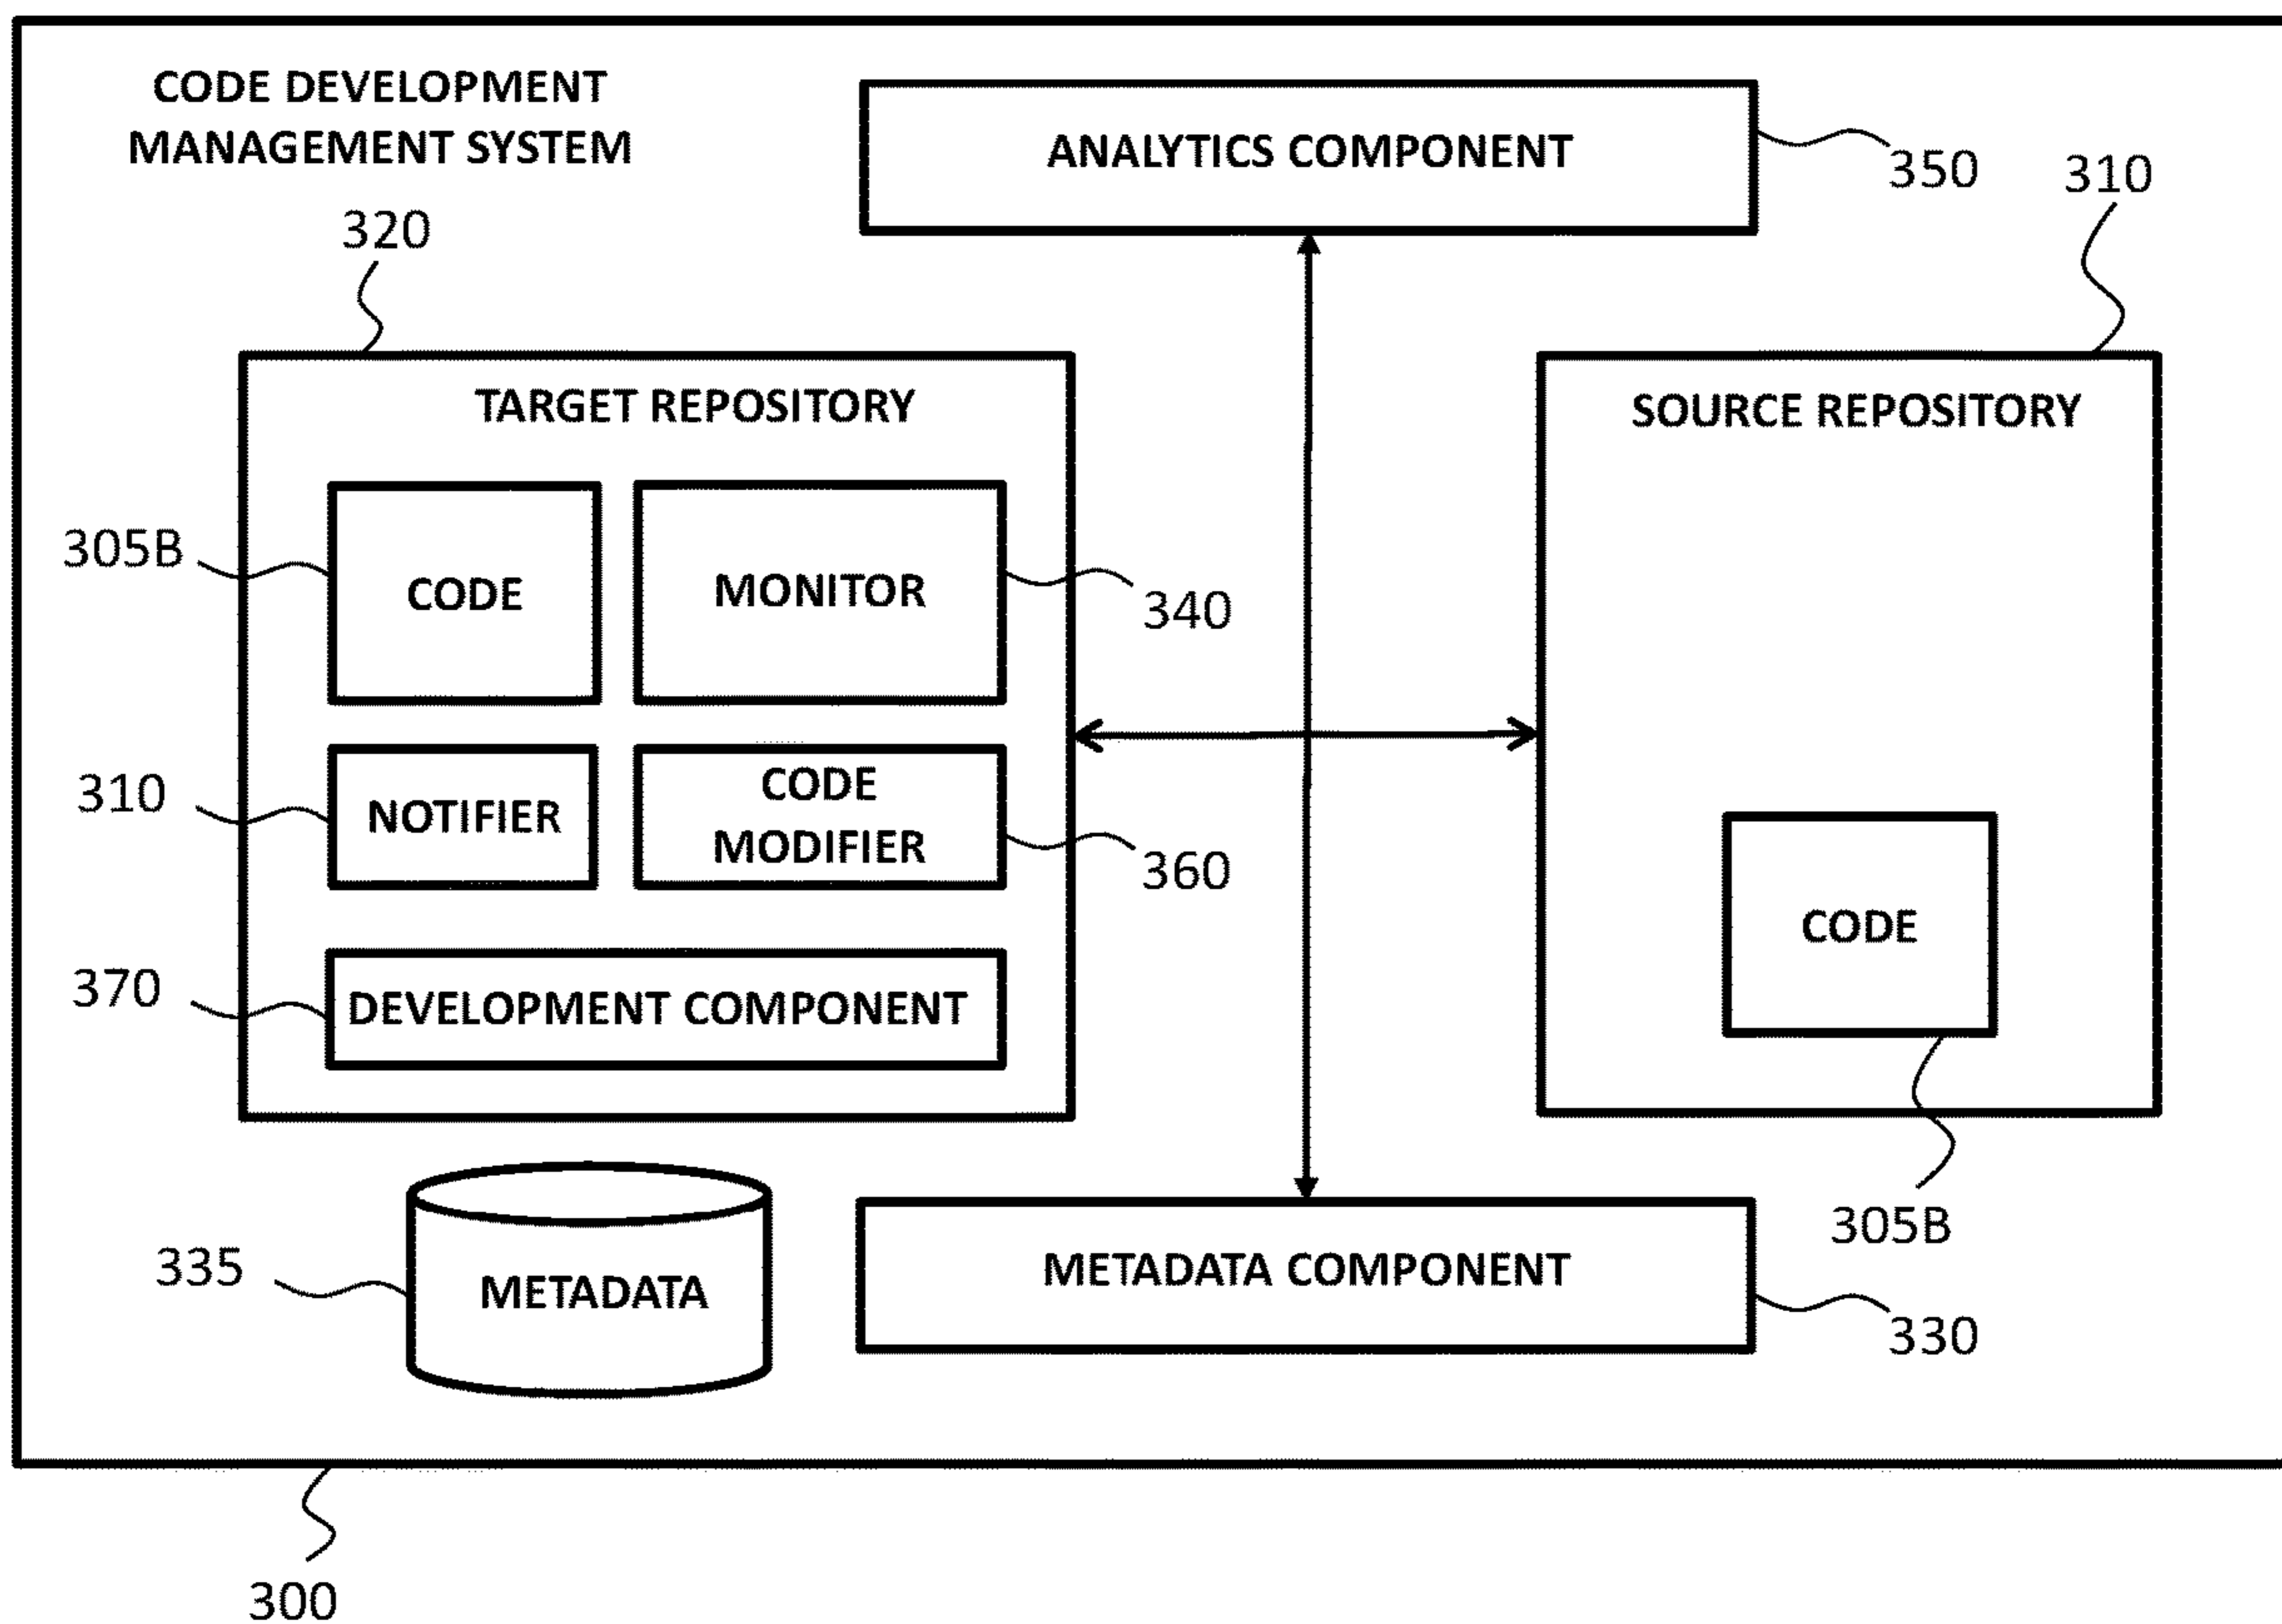 CODE DEVELOPMENT
MANAGEMENT SYSTEM
ANALYTICS COMPONENT
350
310
320
TARGET REPOSITORY
SOURCE REPOSITORY
305B
CODE
MONITOR
340
310
NOTIFIER
CODE
MODIFIER
360
CODE
370
DEVELOPMENT COMPONENT
305B
335
METADATA
METADATA COMPONENT
330
300